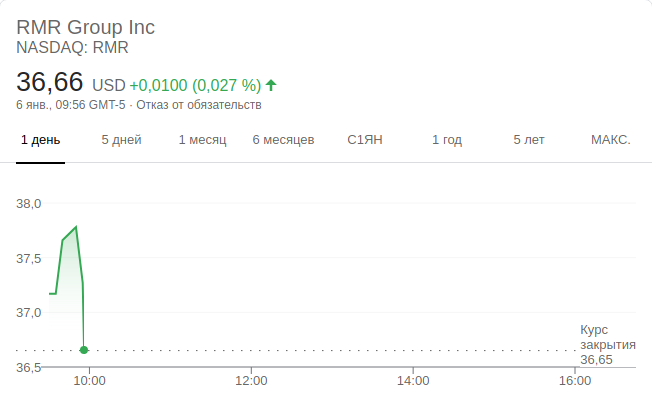 RMR Group Inc
NASDAQ: RMR
36,66 USD +0,0100 (0,027 %)
6 янв., 09:56 GMT-5 · Отказ от обязательств
1 день 5 дней 1 месяц 6 месяцев С1ЯН 1 год 5 лет МАКС.
38,0
37,5
37,0
36,5
Курс
закрытия
36,65
10:00 12:00 14:00 16:00